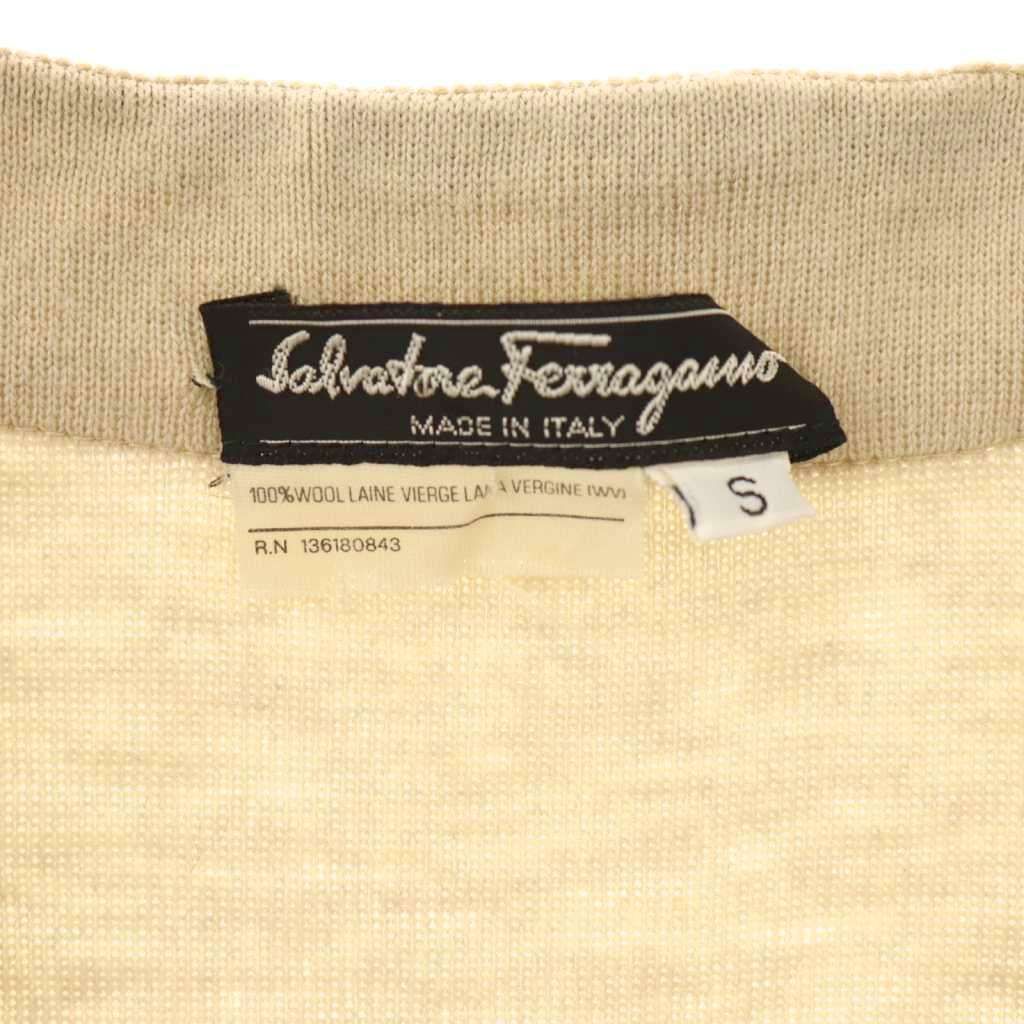 Salvatore Ferragamo
MADE IN ITALY
100%WOOL LAINE VIERGE LANA VERGINE (WV)
S
R.N 136180843